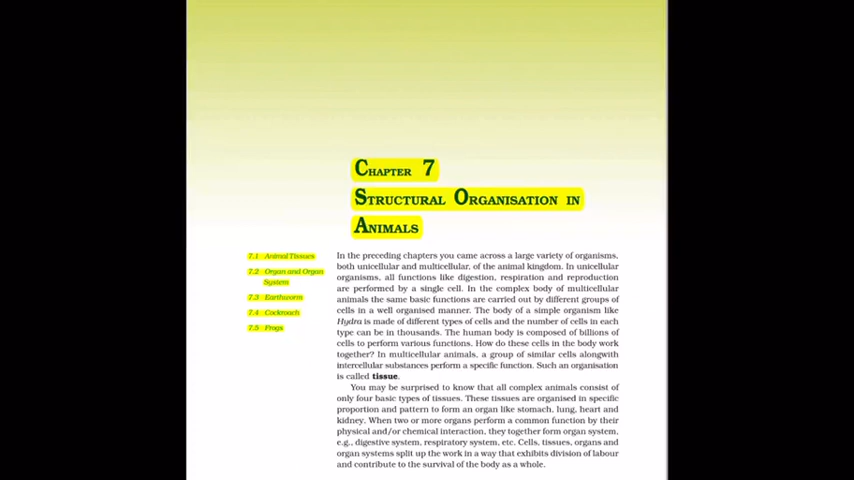 CHAPTER 7
STRUCTURAL ORGANISATION IN
ANIMALS
7.1 Animal Tissues
7.2 Organ and Organ
System
7.3 Earthworm
7.4 Cockroach
7.5 Frogs
In the preceding chapters you came across a large variety of organisms,
both unicellular and multicellular, of the animal kingdom. In unicellular
organisms, all functions like digestion, respiration and reproduction
are performed by a single cell. In the complex body of multicellular
animals the same basic functions are carried out by different groups of
cells in a well organised manner. The body of a simple organism like
Hydra is made of different types of cells and the number of cells in each
type can be in thousands. The human body is composed of billions of
cells to perform various functions. How do these cells in the body work
together? In multicellular animals, a group of similar cells alongwith
intercellular substances perform a specific function. Such an organisation
is called tissue.
You may be surprised to know that all complex animals consist of
only four basic types of tissues. These tissues are organised in specific
proportion and pattern to form an organ like stomach, lung, heart and
kidney. When two or more organs perform a common function by their
physical and/or chemical interaction, they together form organ system,
e.g., digestive system, respiratory system, etc. Cells, tissues, organs and
organ systems split up the work in a way that exhibits division of labour
and contribute to the survival of the body as a whole.